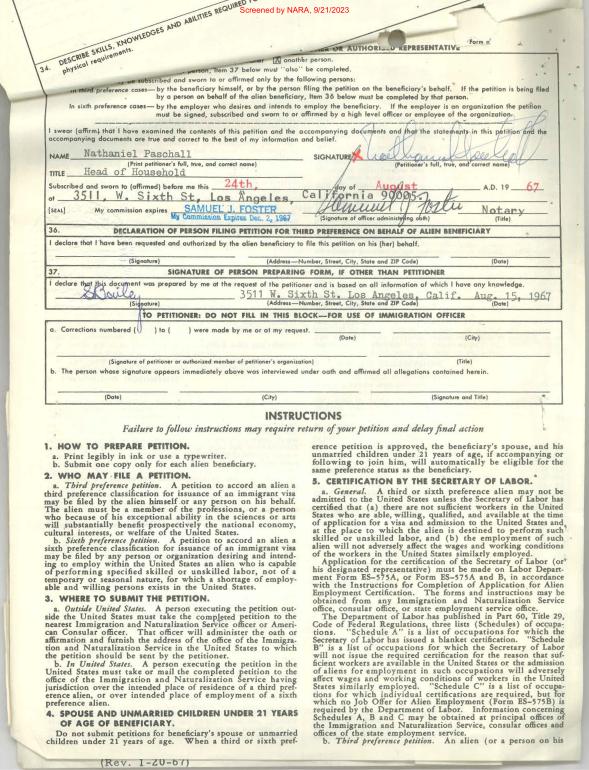 Screened by NARA, 9/21/2023
34. DESCRIBE SKILLS, KNOWLEDGES AND ABILITIES REQUIRED
physical requirements.
Form
OR AUTHORIZED REPRESENTATIVE
another person.
person, Item 37 below must "also" be completed.
be subscribed and sworn to or affirmed only by the following persons:
In third preference cases—by the beneficiary himself, or by the person filing the petition on the beneficiary's behalf. If the petition is being filed
by a person on behalf of the alien beneficiary, Item 36 below must be completed by that person.
In sixth preference cases—by the employer who desires and intends to employ the beneficiary. If the employer is an organization the petition
must be signed, subscribed and sworn to or affirmed by a high level officer or employee of the organization.
I swear (affirm) that I have examined the contents of this petition and the accompanying documents and that the statements in this petition and the
accompanying documents are true and correct to the best of my information and belief.
NAME Nathaniel Paschall SIGNATURE X Nathaniel Paschall
(Print petitioner's full, true, and correct name) (Petitioner's full, true, and correct name)
TITLE Head of Household
Subscribed and sworn to (affirmed) before me this 24th, day of August A.D. 19 67
at 3511, W. Sixth St, Los Angeles, California 90005.
[SEAL] My commission expires SAMUEL J. FOSTER Samuel J Foster Notary
My Commission Expires Dec. 2, 1967 (Signature of officer administering oath) (Title)
36. DECLARATION OF PERSON FILING PETITION FOR THIRD PREFERENCE ON BEHALF OF ALIEN BENEFICIARY
I declare that I have been requested and authorized by the alien beneficiary to file this petition on his (her) behalf.
(Signature) (Address—Number, Street, City, State and ZIP Code) (Date)
37. SIGNATURE OF PERSON PREPARING FORM, IF OTHER THAN PETITIONER
I declare that this document was prepared by me at the request of the petitioner and is based on all information of which I have any knowledge.
3511 W. Sixth St. Los Angeles, Calif. Aug. 15, 1967
(Signature) (Address—Number, Street, City, State and ZIP Code) (Date)
TO PETITIONER: DO NOT FILL IN THIS BLOCK—FOR USE OF IMMIGRATION OFFICER
a. Corrections numbered ( ) to ( ) were made by me or at my request.
(Date) (City)
(Signature of petitioner or authorized member of petitioner's organization) (Title)
b. The person whose signature appears immediately above was interviewed under oath and affirmed all allegations contained herein.
(Date) (City) (Signature and Title)
INSTRUCTIONS
Failure to follow instructions may require return of your petition and delay final action
1. HOW TO PREPARE PETITION.
a. Print legibly in ink or use a typewriter.
b. Submit one copy only for each alien beneficiary.
2. WHO MAY FILE A PETITION.
a. Third preference petition. A petition to accord an alien a
third preference classification for issuance of an immigrant visa
may be filed by the alien himself or any person on his behalf.
The alien must be a member of the professions, or a person
who because of his exceptional ability in the sciences or arts
will substantially benefit prospectively the national economy,
cultural interests, or welfare of the United States.
b. Sixth preference petition. A petition to accord an alien a
sixth preference classification for issuance of an immigrant visa
may be filed by any person or organization desiring and intend-
ing to employ within the United States an alien who is capable
of performing specified skilled or unskilled labor, not of a
temporary or seasonal nature, for which a shortage of employ-
able and willing persons exists in the United States.
3. WHERE TO SUBMIT THE PETITION.
a. Outside United States. A person executing the petition out-
side the United States must take the completed petition to the
nearest Immigration and Naturalization Service officer or Ameri-
can Consular officer. That officer will administer the oath or
affirmation and furnish the address of the office of the Immigra-
tion and Naturalization Service in the United States to which
the petition should be sent by the petitioner.
b. In United States. A person executing the petition in the
United States must take or mail the completed petition to the
office of the Immigration and Naturalization Service having
jurisdiction over the intended place of residence of a third pref-
erence alien, or over intended place of employment of a sixth
preference alien.
4. SPOUSE AND UNMARRIED CHILDREN UNDER 21 YEARS
OF AGE OF BENEFICIARY.
Do not submit petitions for beneficiary's spouse or unmarried
children under 21 years of age. When a third or sixth pref-
erence petition is approved, the beneficiary's spouse, and his
unmarried children under 21 years of age, if accompanying or
following to join him, will automatically be eligible for the
same preference status as the beneficiary.
5. CERTIFICATION BY THE SECRETARY OF LABOR.
a. General. A third or sixth preference alien may not be
admitted to the United States unless the Secretary of Labor has
certified that (a) there are not sufficient workers in the United
States who are able, willing, qualified, and available at the time
of application for a visa and admission to the United States and
at the place to which the alien is destined to perform such
skilled or unskilled labor, and (b) the employment of such
alien will not adversely affect the wages and working conditions
of the workers in the United States similarly employed.
Application for the certification of the Secretary of Labor (or
his designated representative) must be made on Labor Depart-
ment Form ES-575A, or Form ES-575A and B, in accordance
with the Instructions for Completion of Application for Alien
Employment Certification. The forms and instructions may be
obtained from any Immigration and Naturalization Service
office, consular office, or state employment service office.
The Department of Labor has published in Part 60, Title 29,
Code of Federal Regulations, three lists (Schedules) of occupa-
tions. "Schedule A" is a list of occupations for which the
Secretary of Labor has issued a blanket certification. "Schedule
B" is a list of occupations for which the Secretary of Labor
will not issue the required certification for the reason that suf-
ficient workers are available in the United States or the admission
of aliens for employment in such occupations will adversely
affect wages and working conditions of workers in the United
States similarly employed. "Schedule C" is a list of occupa-
tions for which individual certifications are required, but for
which no Job Offer for Alien Employment (Form ES-575B) is
required by the Department of Labor. Information concerning
Schedules A, B and C may be obtained at principal offices of
the Immigration and Naturalization Service, consular offices and
offices of the state employment service.
b. Third preference petition. An alien (or a person on his
(Rev. 1-20-67)